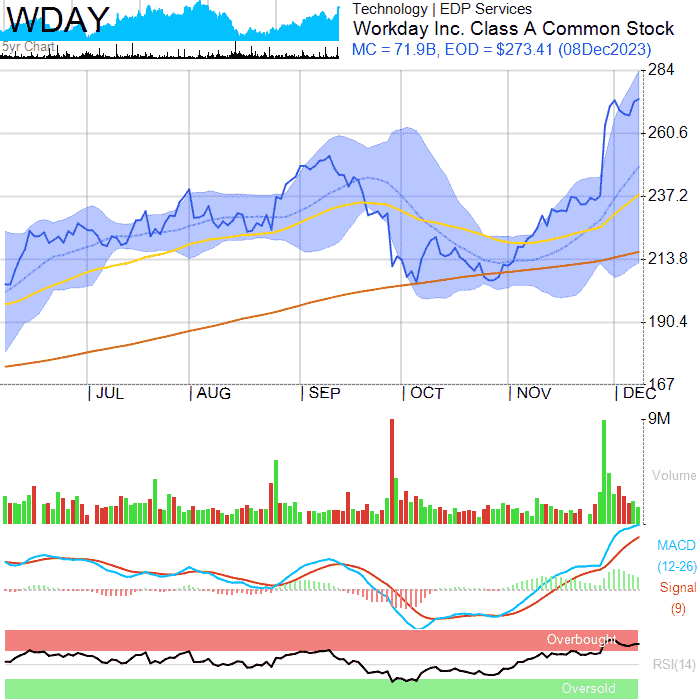 WDAY
5yr Chart
Technology | EDP Services
Workday Inc. Class A Common Stock
MC = 71.9B, EOD = $273.41 (08Dec2023)
284
260.6
237.2
213.8
190.4
167
JUL
AUG
SEP
OCT
NOV
DEC
9M
Volume
MACD
(12-26)
Signal
(9)
Overbought
RSI(14)
Oversold